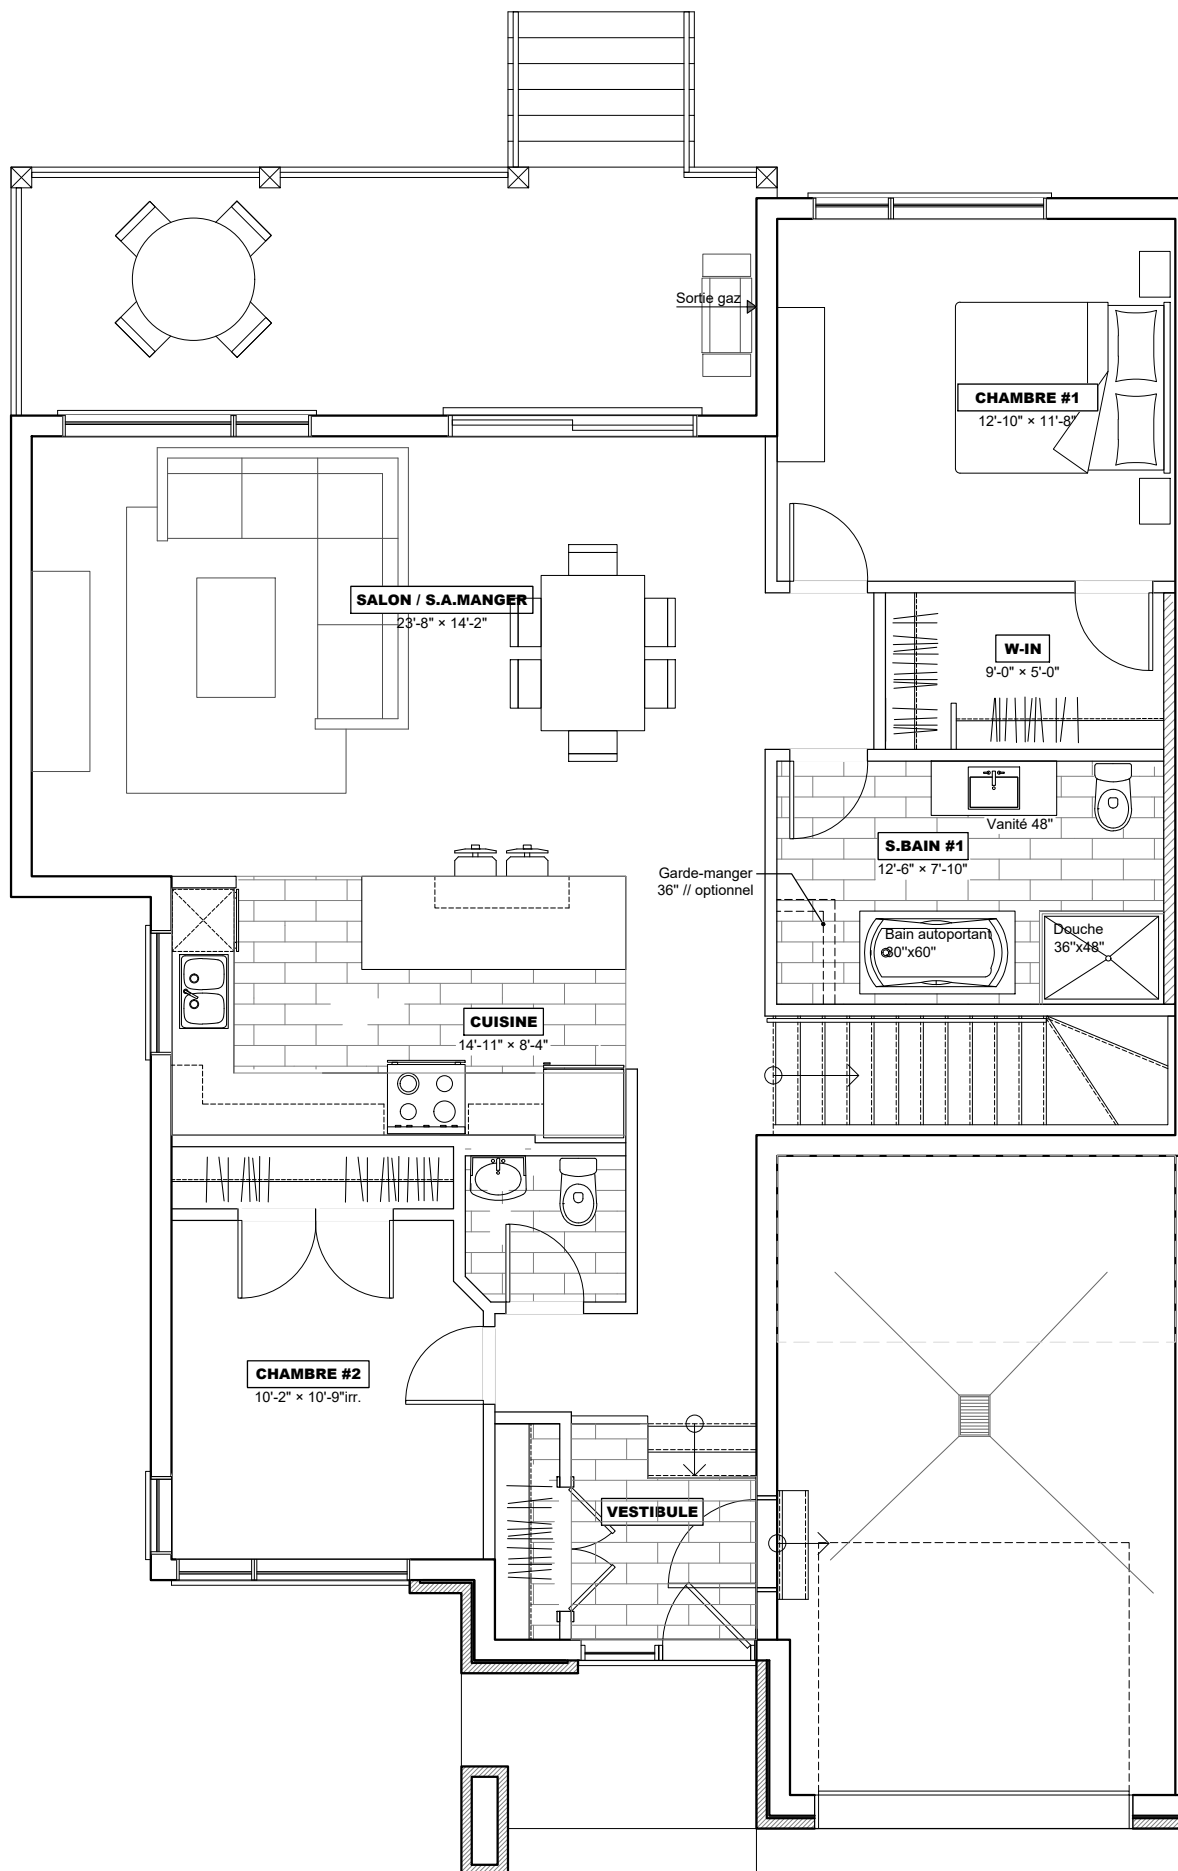 Sortie gaz
CHAMBRE #1
12'-10" × 11'-8"
SALON / S.A.MANGER
23'-8" × 14'-2"
W-IN
9'-0" × 5'-0"
Vanité 48"
S.BAIN #1
12'-6" × 7'-10"
Garde-manger
36" // optionnel
Bain autoportant
30"x60"
Douche
36"x48"
CUISINE
14'-11" × 8'-4"
CHAMBRE #2
10'-2" × 10'-9"irr.
VESTIBULE